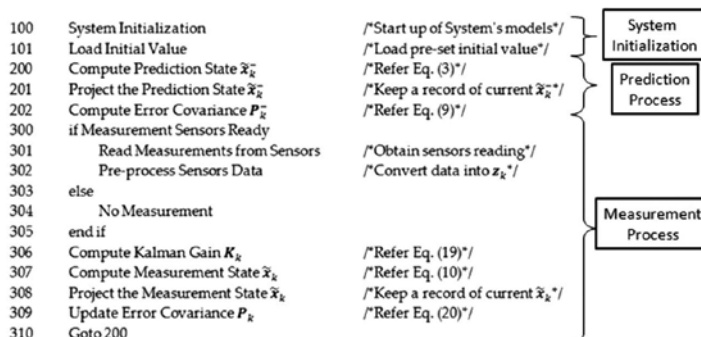 100 System Initialization /*Start up of System's models*/
101 Load Initial Value /*Load pre-set initial value*/
200 Compute Prediction State x̃ₖ⁻ /*Refer Eq. (3)*/
201 Project the Prediction State x̃ₖ⁻ /*Keep a record of current x̃ₖ⁻*/
202 Compute Error Covariance Pₖ⁻ /*Refer Eq. (9)*/
300 if Measurement Sensors Ready
301 Read Measurements from Sensors /*Obtain sensors reading*/
302 Pre-process Sensors Data /*Convert data into zₖ*/
303 else
304 No Measurement
305 end if
306 Compute Kalman Gain Kₖ /*Refer Eq. (19)*/
307 Compute Measurement State x̃ₖ /*Refer Eq. (10)*/
308 Project the Measurement State x̃ₖ /*Keep a record of current x̃ₖ*/
309 Update Error Covariance Pₖ /*Refer Eq. (20)*/
310 Goto 200
System
Initialization
Prediction
Process
Measurement
Process